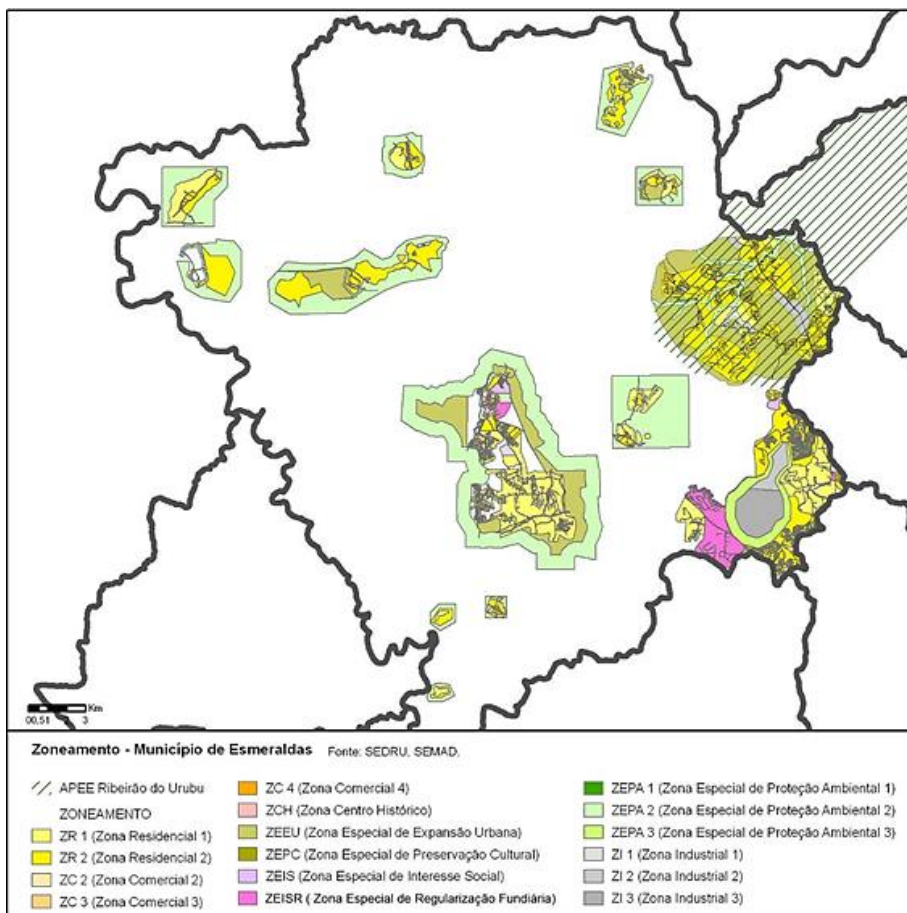 Km
00,51 3
Zoneamento - Município de Esmeraldas Fonte: SEDRU, SEMAD.
APEE Ribeirão do Urubu
ZONEAMENTO
ZR 1 (Zona Residencial 1)
ZR 2 (Zona Residencial 2)
ZC 2 (Zona Comercial 2)
ZC 3 (Zona Comercial 3)
ZC 4 (Zona Comercial 4)
ZCH (Zona Centro Histórico)
ZEEU (Zona Especial de Expansão Urbana)
ZEPC (Zona Especial de Preservação Cultural)
ZEIS (Zona Especial de Interesse Social)
ZEISR ( Zona Especial de Regularização Fundiária)
ZEPA 1 (Zona Especial de Proteção Ambiental 1)
ZEPA 2 (Zona Especial de Proteção Ambiental 2)
ZEPA 3 (Zona Especial de Proteção Ambiental 3)
ZI 1 (Zona Industrial 1)
ZI 2 (Zona Industrial 2)
ZI 3 (Zona Industrial 3)